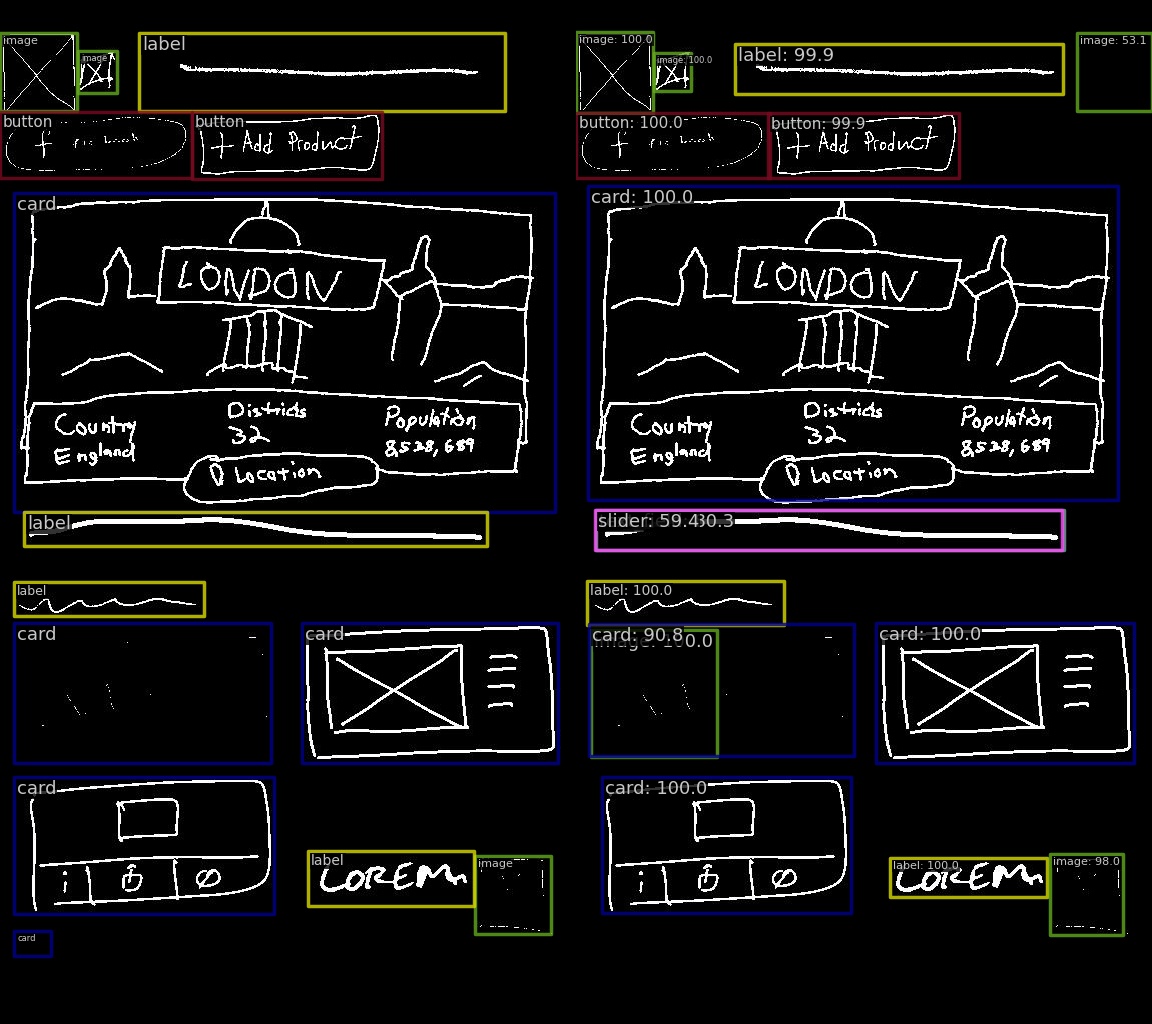 image
image
label
image: 100.0
image: 100.0
label: 99.9
image: 53.1
button
button
button: 100.0
button: 99.9
+
+ Add Product
+
+ Add Product
card
card: 100.0
LONDON
LONDON
Country
England
Districts
32
Population
8,528,689
Location
Country
England
Districts
32
Population
8,528,689
Location
label
slider: 59.4
label
label: 100.0
card
card
card: 90.8
card: 100.0
card
card: 100.0
i
i
label
LOREM
image
label: 100.0
LOREM
image: 98.0
card